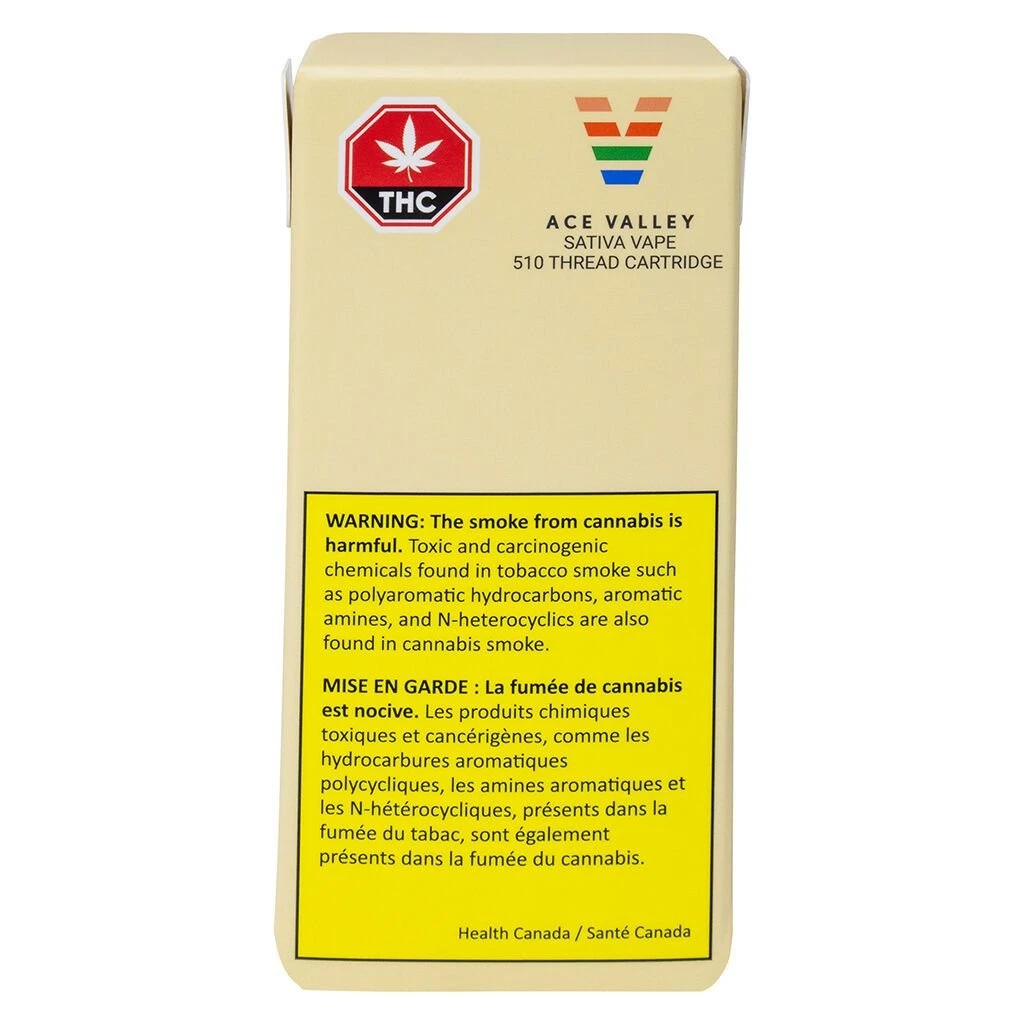 THC
ACE VALLEY
SATIVA VAPE
510 THREAD CARTRIDGE
WARNING: The smoke from cannabis is
harmful. Toxic and carcinogenic
chemicals found in tobacco smoke such
as polyaromatic hydrocarbons, aromatic
amines, and N-heterocyclics are also
found in cannabis smoke.
MISE EN GARDE : La fumée de cannabis
est nocive. Les produits chimiques
toxiques et cancérigènes, comme les
hydrocarbures aromatiques
polycycliques, les amines aromatiques et
les N-hétérocycliques, présents dans la
fumée du tabac, sont également
présents dans la fumée du cannabis.
Health Canada / Santé Canada